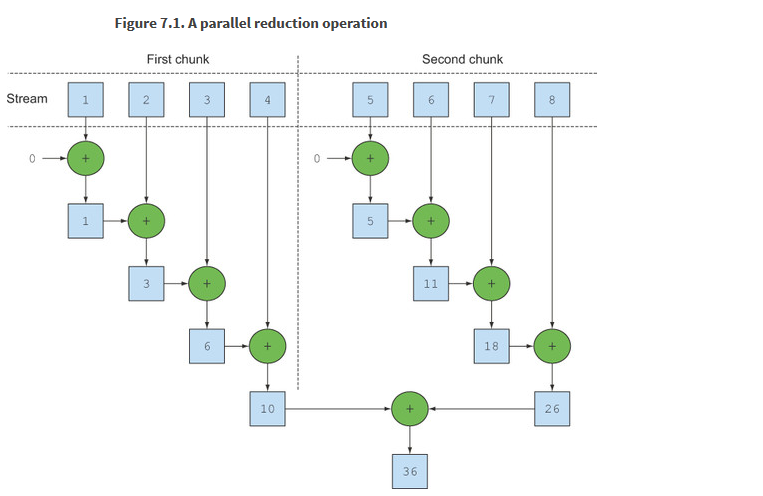 Figure 7.1. A parallel reduction operation
First chunk Second chunk
Stream 1 2 3 4 5 6 7 8
0 + 0 +
1 + 5 +
3 + 11 +
6 + 18 +
10 + 26
36